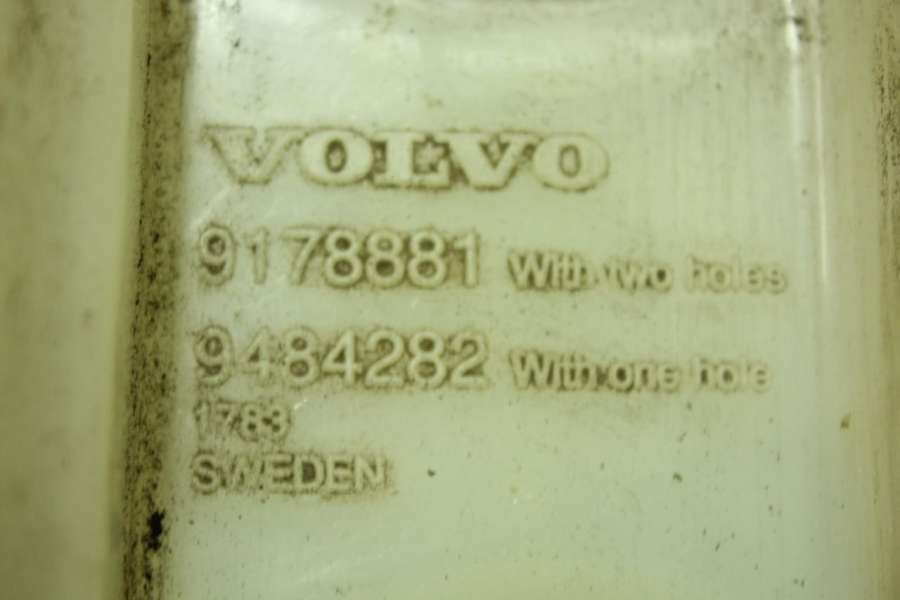 VOLVO
9178881 With two holes
9484282 With one hole
1783
SWEDEN